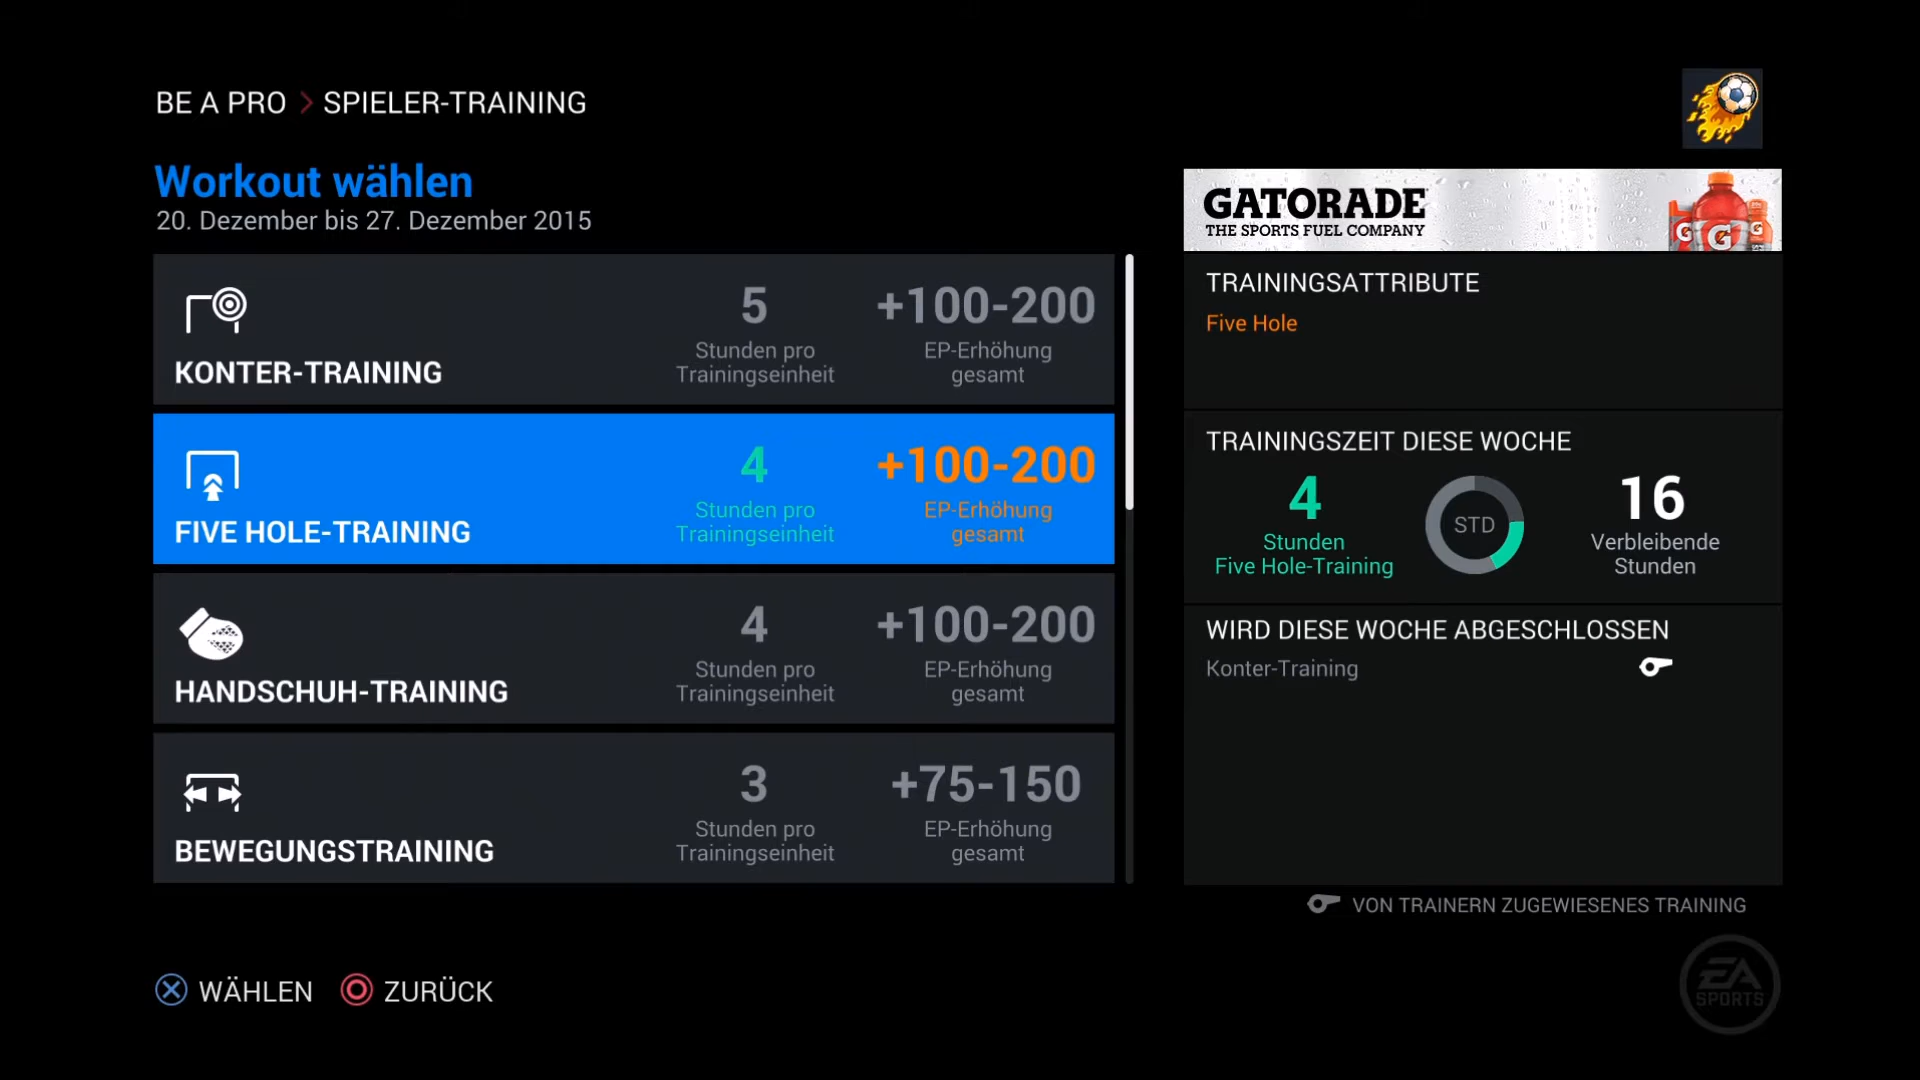 BE A PRO > SPIELER-TRAINING
Workout wählen
20. Dezember bis 27. Dezember 2015
KONTER-TRAINING
5
Stunden pro
Trainingseinheit
+100-200
EP-Erhöhung
gesamt
FIVE HOLE-TRAINING
4
Stunden pro
Trainingseinheit
+100-200
EP-Erhöhung
gesamt
HANDSCHUH-TRAINING
4
Stunden pro
Trainingseinheit
+100-200
EP-Erhöhung
gesamt
BEWEGUNGSTRAINING
3
Stunden pro
Trainingseinheit
+75-150
EP-Erhöhung
gesamt
GATORADE
THE SPORTS FUEL COMPANY
G G G
TRAININGSATTRIBUTE
Five Hole
TRAININGSZEIT DIESE WOCHE
4
Stunden
Five Hole-Training
STD
16
Verbleibende
Stunden
WIRD DIESE WOCHE ABGESCHLOSSEN
Konter-Training
VON TRAINERN ZUGEWIESENES TRAINING
WÄHLEN ZURÜCK
EA
SPORTS